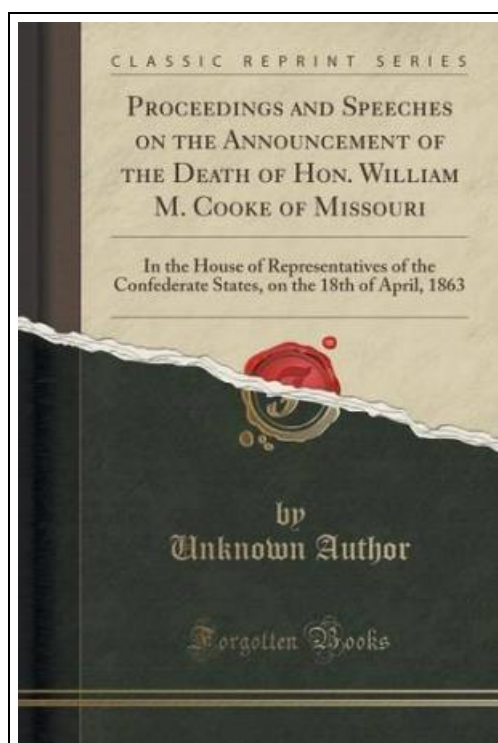 CLASSIC REPRINT SERIES
PROCEEDINGS AND SPEECHES
ON THE ANNOUNCEMENT OF
THE DEATH OF HON. WILLIAM
M. COOKE OF MISSOURI
In the House of Representatives of the
Confederate States, on the 18th of April, 1863
by
Unknown Author
Forgotten Books